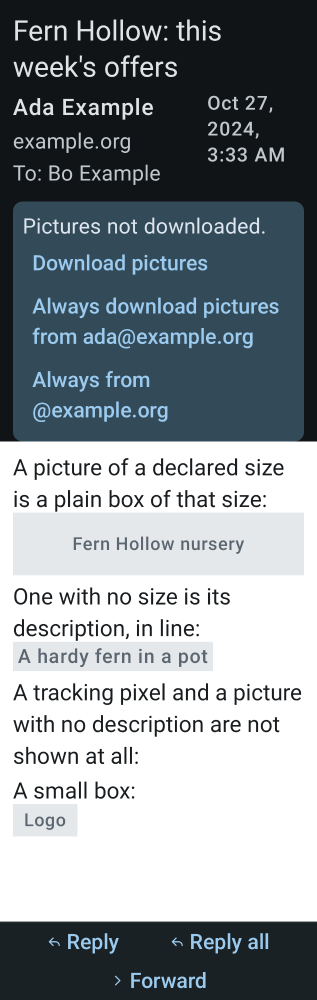 Fern Hollow: this
week's offers
Ada Example
Oct 27,
2024,
3:33 AM
example.org
To: Bo Example
Pictures not downloaded.
Download pictures
Always download pictures
from ada@example.org
Always from
@example.org
A picture of a declared size
is a plain box of that size:
Fern Hollow nursery
One with no size is its
description, in line:
A hardy fern in a pot
A tracking pixel and a picture
with no description are not
shown at all:
A small box:
Logo
Reply
Reply all
Forward